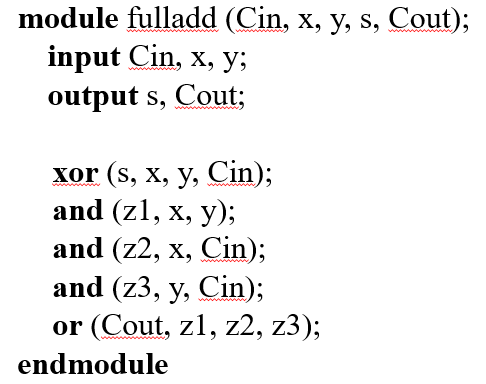 module fulladd (Cin, x, y, s, Cout);
input Cin, x, y;
output s, Cout;
xor (s, x, y, Cin);
and (z1, x, y);
and (z2, x, Cin);
and (z3, y, Cin);
or (Cout, z1, z2, z3);
endmodule